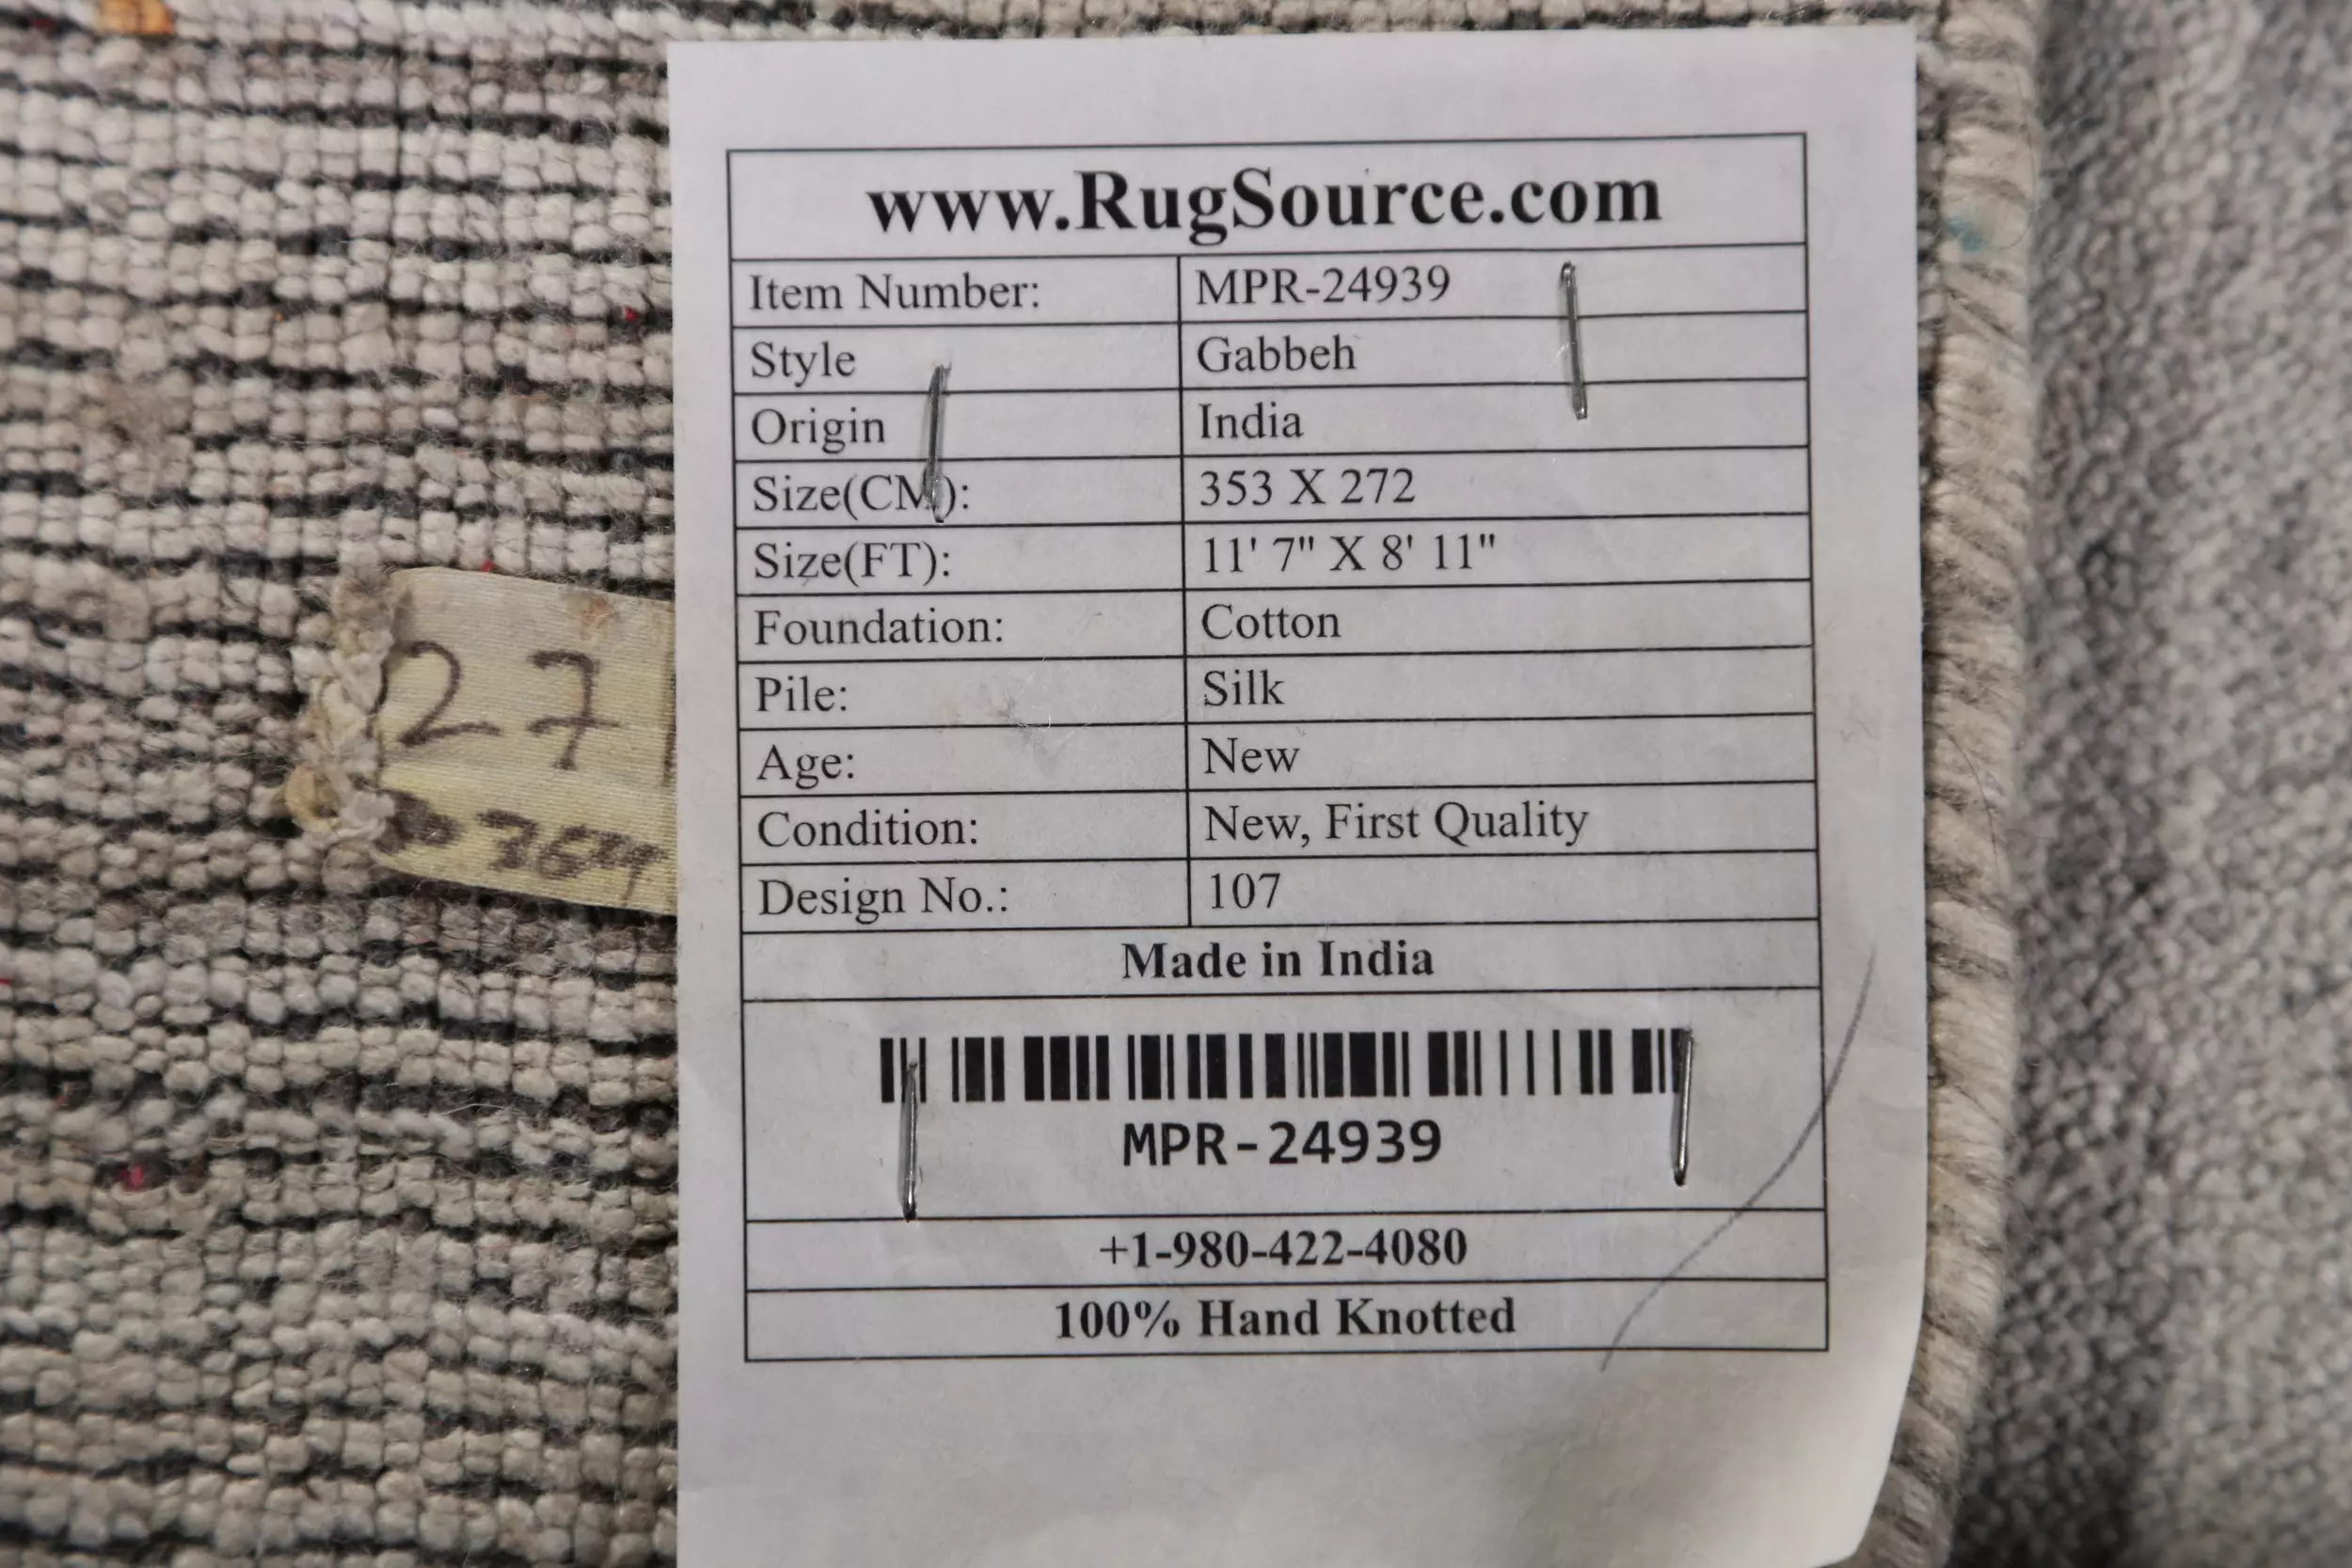 www.RugSource.com
Item Number: MPR-24939
Style Gabbeh
Origin India
Size(CM): 353 X 272
Size(FT): 11' 7" X 8' 11"
Foundation: Cotton
Pile: Silk
Age: New
Condition: New, First Quality
Design No.: 107
Made in India
MPR-24939
+1-980-422-4080
100% Hand Knotted
27